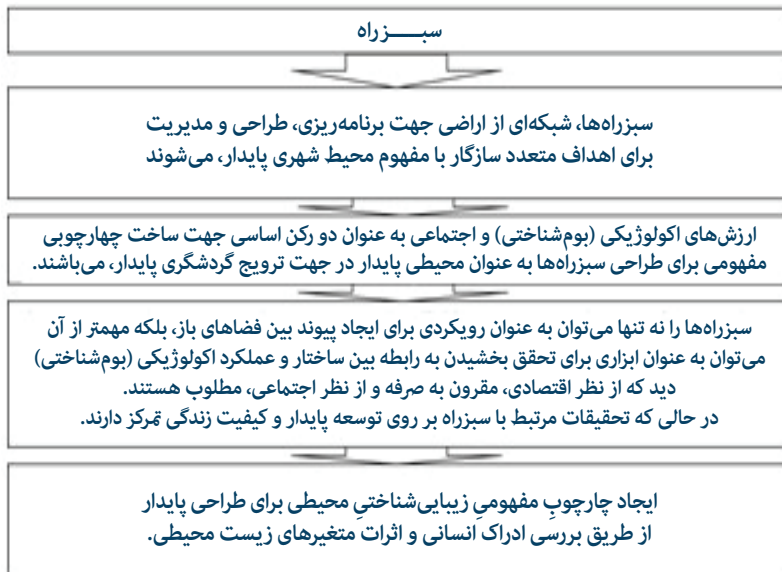 سبـــزراه
سبزراه‌ها، شبکه‌ای از اراضی جهت برنامه‌ریزی، طراحی و مدیریت
برای اهداف متعدد سازگار با مفهوم محیط شهری پایدار، می‌شوند
ارزش‌های اکولوژیکی (بوم‌شناختی) و اجتماعی به عنوان دو رکن اساسی جهت ساخت چهارچوبی
مفهومی برای طراحی سبزراه‌ها به عنوان محیطی پایدار در جهت ترویج گردشگری پایدار، می‌باشند.
سبزراه‌ها را نه تنها می‌توان به عنوان رویکردی برای ایجاد پیوند بین فضاهای باز، بلکه مهمتر از آن
می‌توان به عنوان ابزاری برای تحقق بخشیدن به رابطه بین ساختار و عملکرد اکولوژیکی (بوم‌شناختی)
دید که از نظر اقتصادی، مقرون به صرفه و از نظر اجتماعی، مطلوب هستند.
در حالی که تحقیقات مرتبط با سبزراه بر روی توسعه پایدار و کیفیت زندگی تمرکز دارند.
ایجاد چارچوبِ مفهومیِ زیبایی‌شناختیِ محیطی برای طراحی پایدار
از طریق بررسی ادراک انسانی و اثرات متغیرهای زیست محیطی.